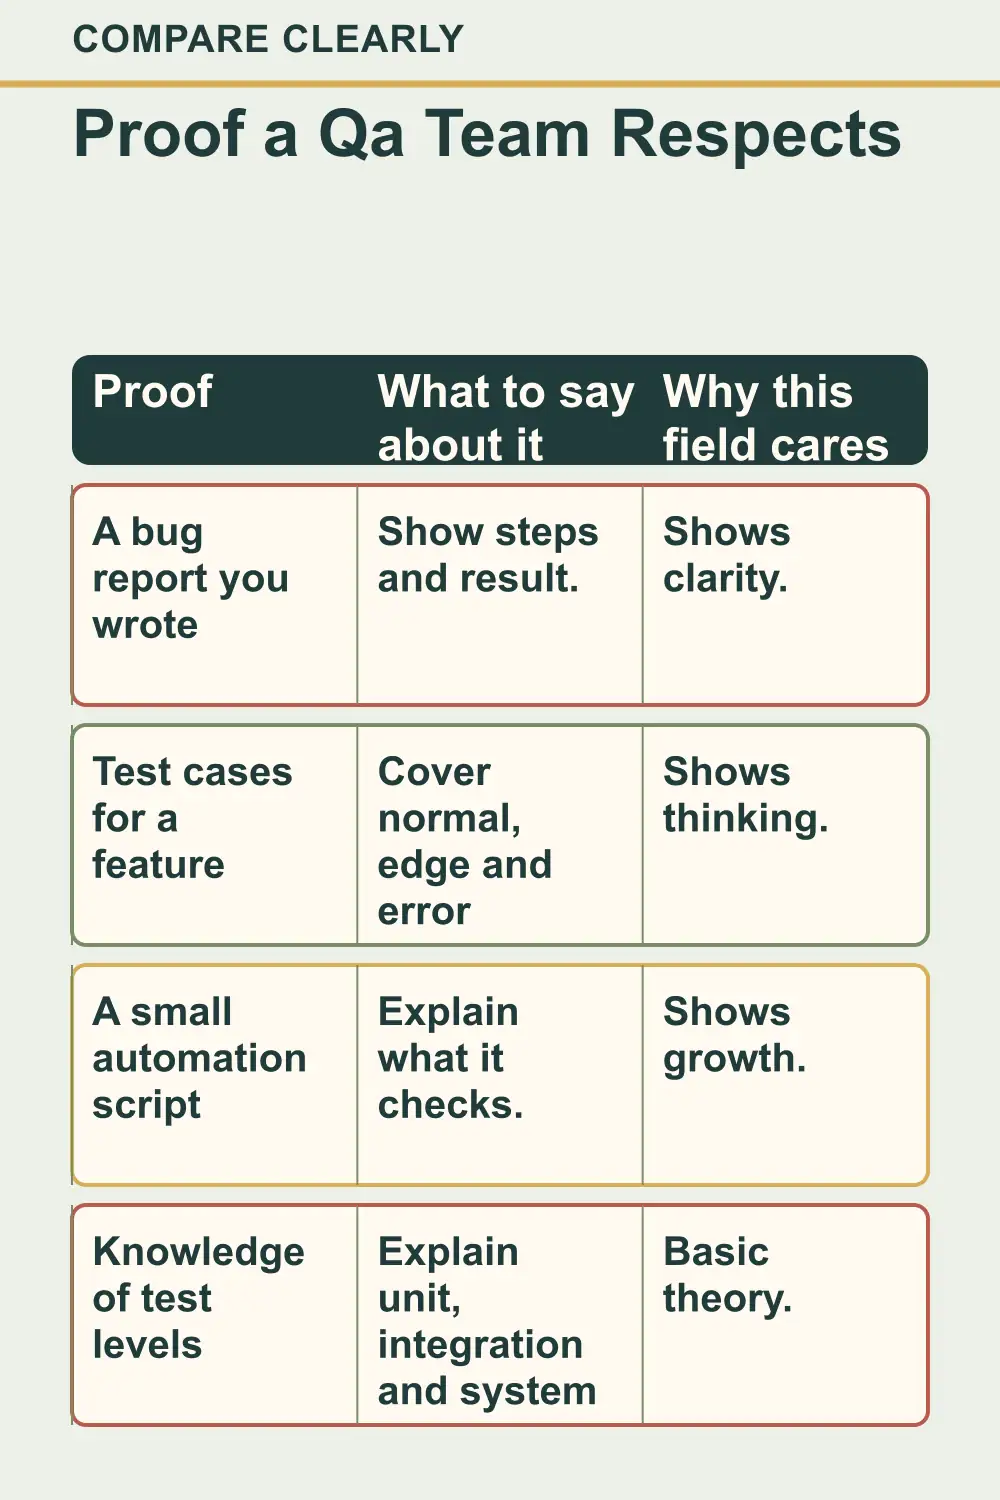 COMPARE CLEARLY
Proof a Qa Team Respects
Proof
What to say
about it
Why this
field cares
A bug
report you
wrote
Show steps
and result.
Shows
clarity.
Test cases
for a
feature
Cover
normal,
edge and
error
Shows
thinking.
A small
automation
script
Explain
what it
checks.
Shows
growth.
Knowledge
of test
levels
Explain
unit,
integration
and system
Basic
theory.